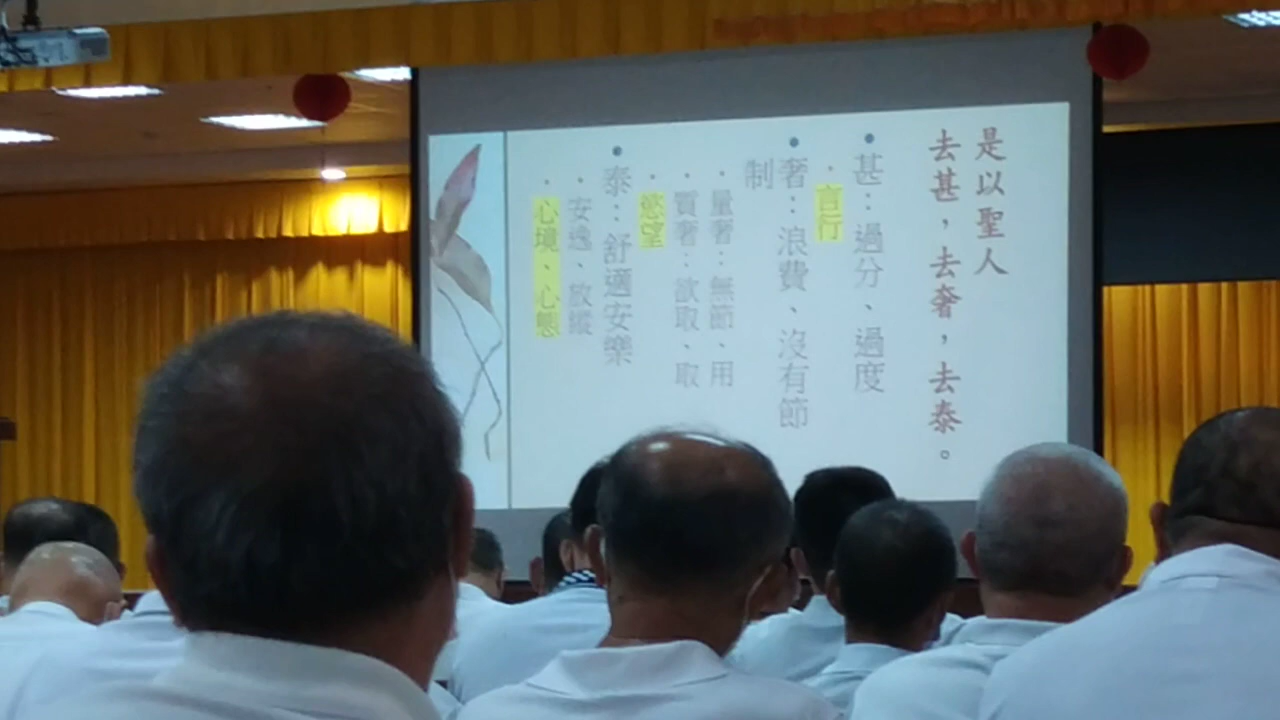 是以聖人
去甚，去奢，去泰。
• 甚：過分、過度
• 言行
• 奢：浪費、沒有節
制
• 量奢：無節、用
• 質奢：欲取、取
• 慾望
• 泰：舒適安樂
• 安逸、放縱
• 心境、心態